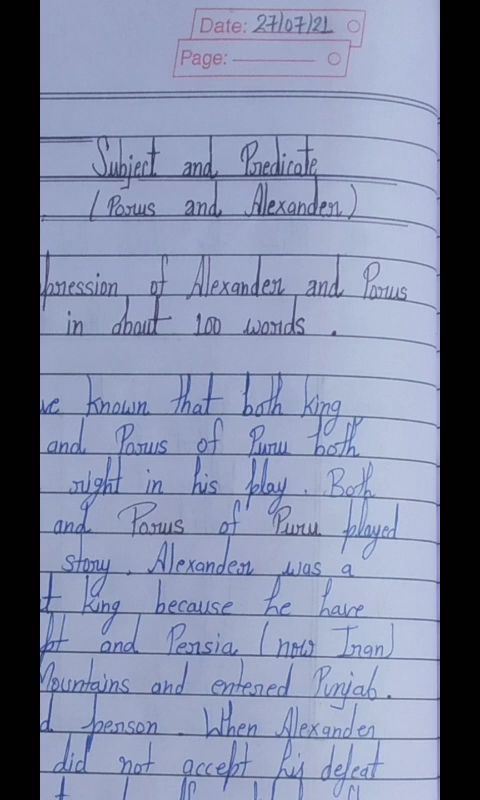 Date: 27/07/21
Page:
Subject and Predicate
(Porus and Alexander)
pression of Alexander and Porus
in about 100 words.
ve known that both king
and Porus of Puru both
right in his play. Both
and Porus of Puru played
story. Alexander was a
t king because he have
pt and Persia (now Iran)
Mountains and entered Punjab.
d person. When Alexander
did not accept his defeat